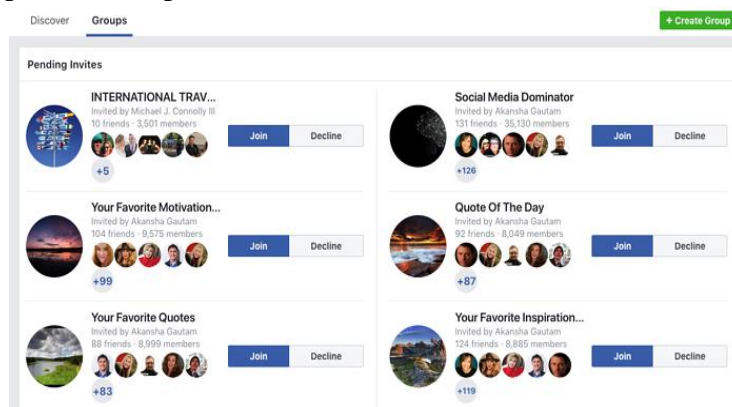 Discover Groups + Create Group
Pending Invites
INTERNATIONAL TRAV...
Invited by Michael J. Connolly III
10 friends · 3,501 members
Join Decline
+5
Social Media Dominator
Invited by Akansha Gautam
131 friends · 35,130 members
Join Decline
+126
Your Favorite Motivation...
Invited by Akansha Gautam
104 friends · 9,575 members
Join Decline
+99
Quote Of The Day
Invited by Akansha Gautam
92 friends · 8,049 members
Join Decline
+87
Your Favorite Quotes
Invited by Akansha Gautam
88 friends · 8,999 members
Join Decline
+83
Your Favorite Inspiration...
Invited by Akansha Gautam
124 friends · 8,885 members
Join Decline
+119